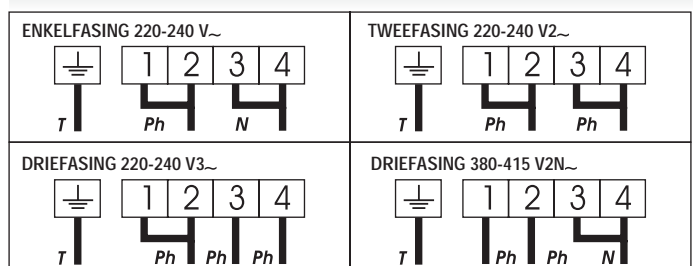 ENKELFASING 220-240 V~
1 2 3 4
T Ph N
TWEEFASING 220-240 V2~
1 2 3 4
T Ph Ph
DRIEFASING 220-240 V3~
1 2 3 4
T Ph Ph Ph
DRIEFASING 380-415 V2N~
1 2 3 4
T Ph Ph N